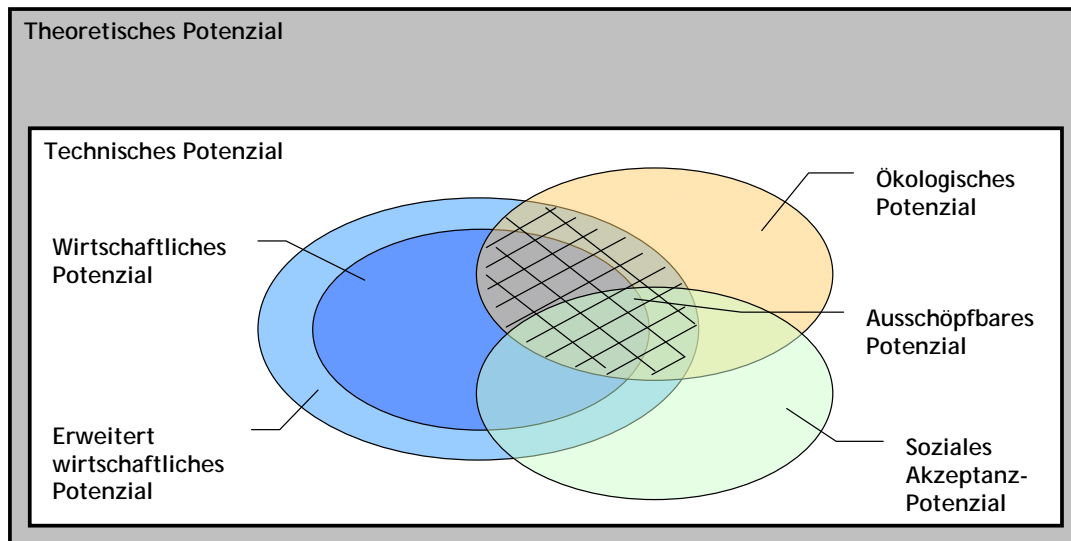 Theoretisches Potenzial
Technisches Potenzial
Wirtschaftliches
Potenzial
Erweitert
wirtschaftliches
Potenzial
Ökologisches
Potenzial
Ausschöpfbares
Potenzial
Soziales
Akzeptanz-
Potenzial